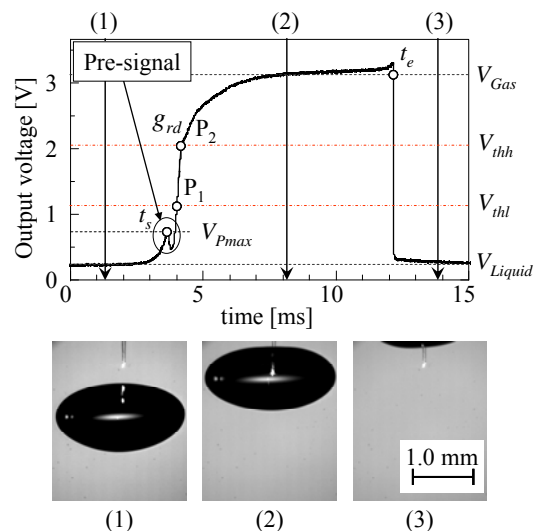 (1) (2) (3)
Pre-signal
t_e
V_Gas
g_rd
P_2
V_thh
P_1
V_thl
t_s
V_Pmax
V_Liquid
Output voltage [V]
3
2
1
0
0 5 10 15
time [ms]
1.0 mm
(1) (2) (3)